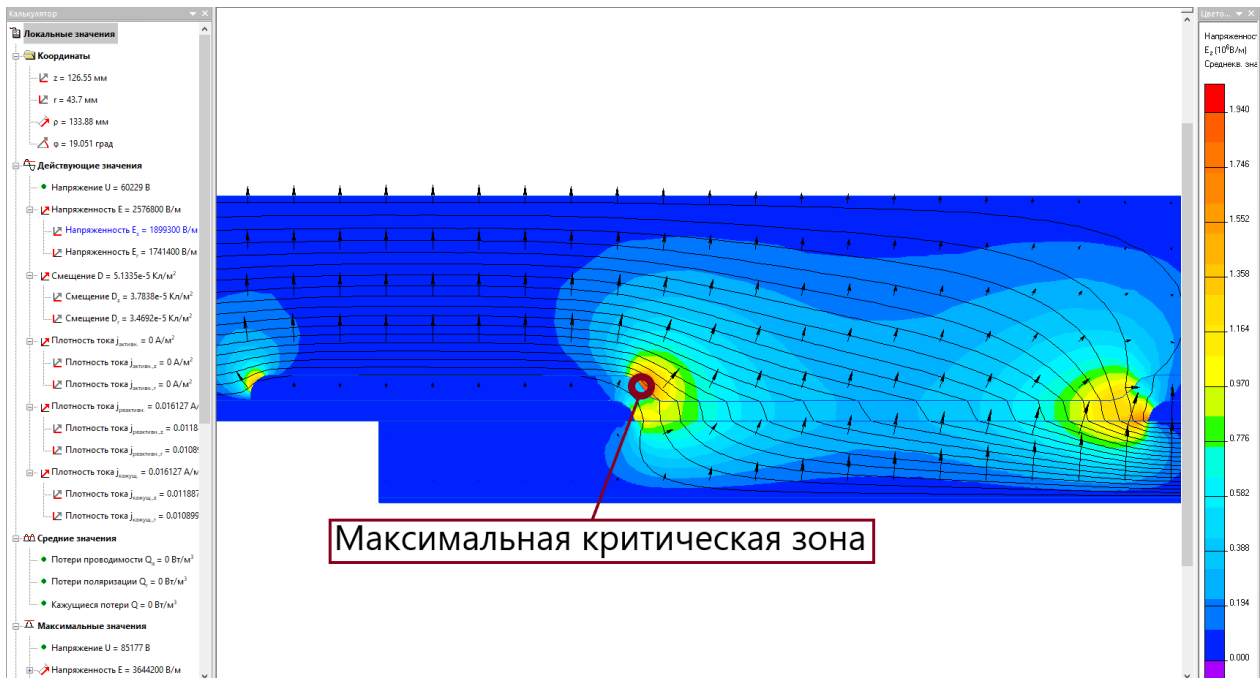 Калькулятор
Локальные значения
Координаты
z = 126.55 мм
r = 43.7 мм
ρ = 133.88 мм
φ = 19.051 град
Действующие значения
Напряжение U = 60229 В
Напряженность E = 2576800 В/м
Напряженность Ez = 1899300 В/м
Напряженность Er = 1741400 В/м
Смещение D = 5.1335e-5 Кл/м²
Смещение Dz = 3.7838e-5 Кл/м²
Смещение Dr = 3.4692e-5 Кл/м²
Плотность тока jактивн. = 0 А/м²
Плотность тока jактивн.,z = 0 А/м²
Плотность тока jактивн.,r = 0 А/м²
Плотность тока jреактивн. = 0.016127 А/
Плотность тока jреактивн.,z = 0.0118
Плотность тока jреактивн.,r = 0.0108
Плотность тока jкажущ. = 0.016127 А/м
Плотность тока jкажущ.,z = 0.011887
Плотность тока jкажущ.,r = 0.010899
Средние значения
Потери проводимости Qa = 0 Вт/м³
Потери поляризации Qr = 0 Вт/м³
Кажущиеся потери Q = 0 Вт/м³
Максимальные значения
Напряжение U = 85177 В
Напряженность E = 3644200 В/м
Максимальная критическая зона
Цвето...
Напряженнос
Ez (10⁶В/м)
Среднекв. зна
1.940
1.746
1.552
1.358
1.164
0.970
0.776
0.582
0.388
0.194
0.000